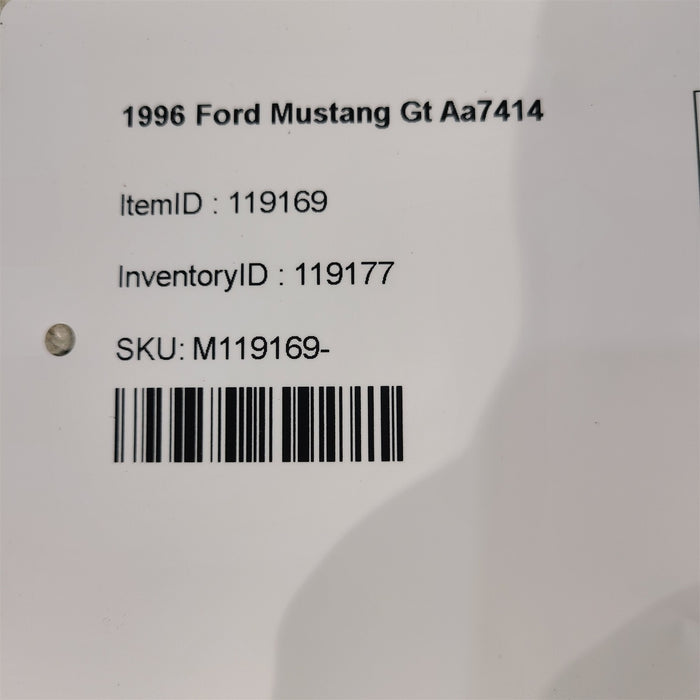 1996 Ford Mustang Gt Aa7414
ItemID : 119169
InventoryID : 119177
SKU: M119169-